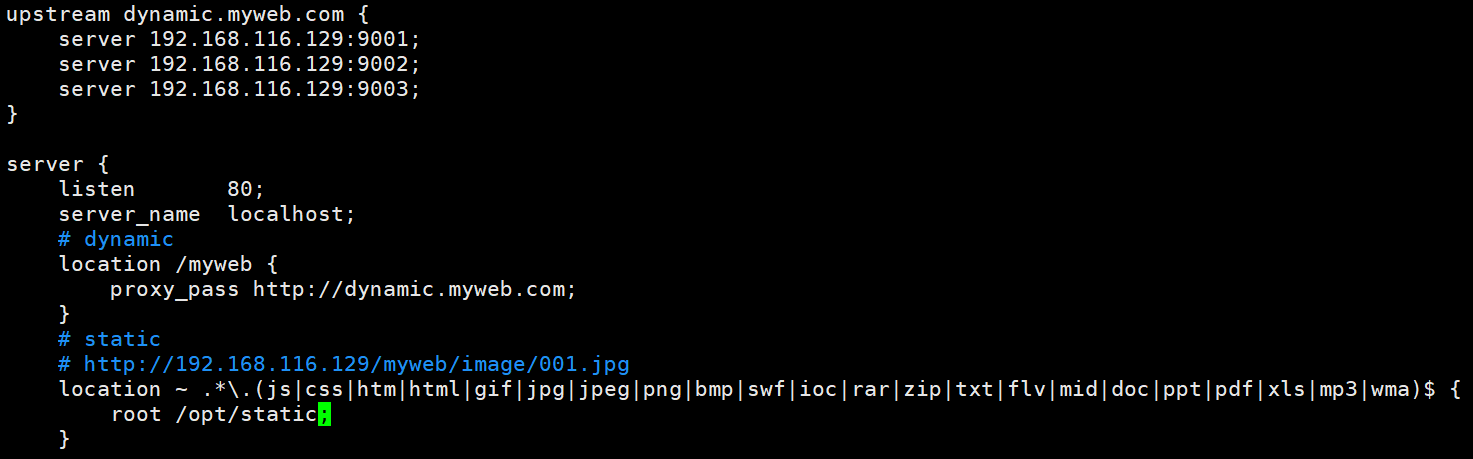 upstream dynamic.myweb.com {
    server 192.168.116.129:9001;
    server 192.168.116.129:9002;
    server 192.168.116.129:9003;
}

server {
    listen       80;
    server_name  localhost;
    # dynamic
    location /myweb {
        proxy_pass http://dynamic.myweb.com;
    }
    # static
    # http://192.168.116.129/myweb/image/001.jpg
    location ~ .*\.(js|css|htm|html|gif|jpg|jpeg|png|bmp|swf|ioc|rar|zip|txt|flv|mid|doc|ppt|pdf|xls|mp3|wma)$ {
        root /opt/static;
    }